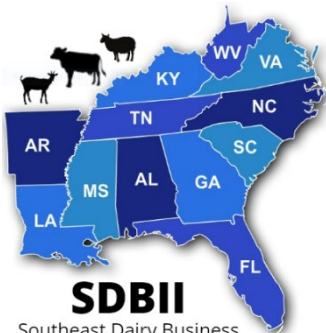 WV
KY
VA
TN
NC
AR
SC
MS
AL
GA
LA
FL
SDBII
Southeast Dairy Business